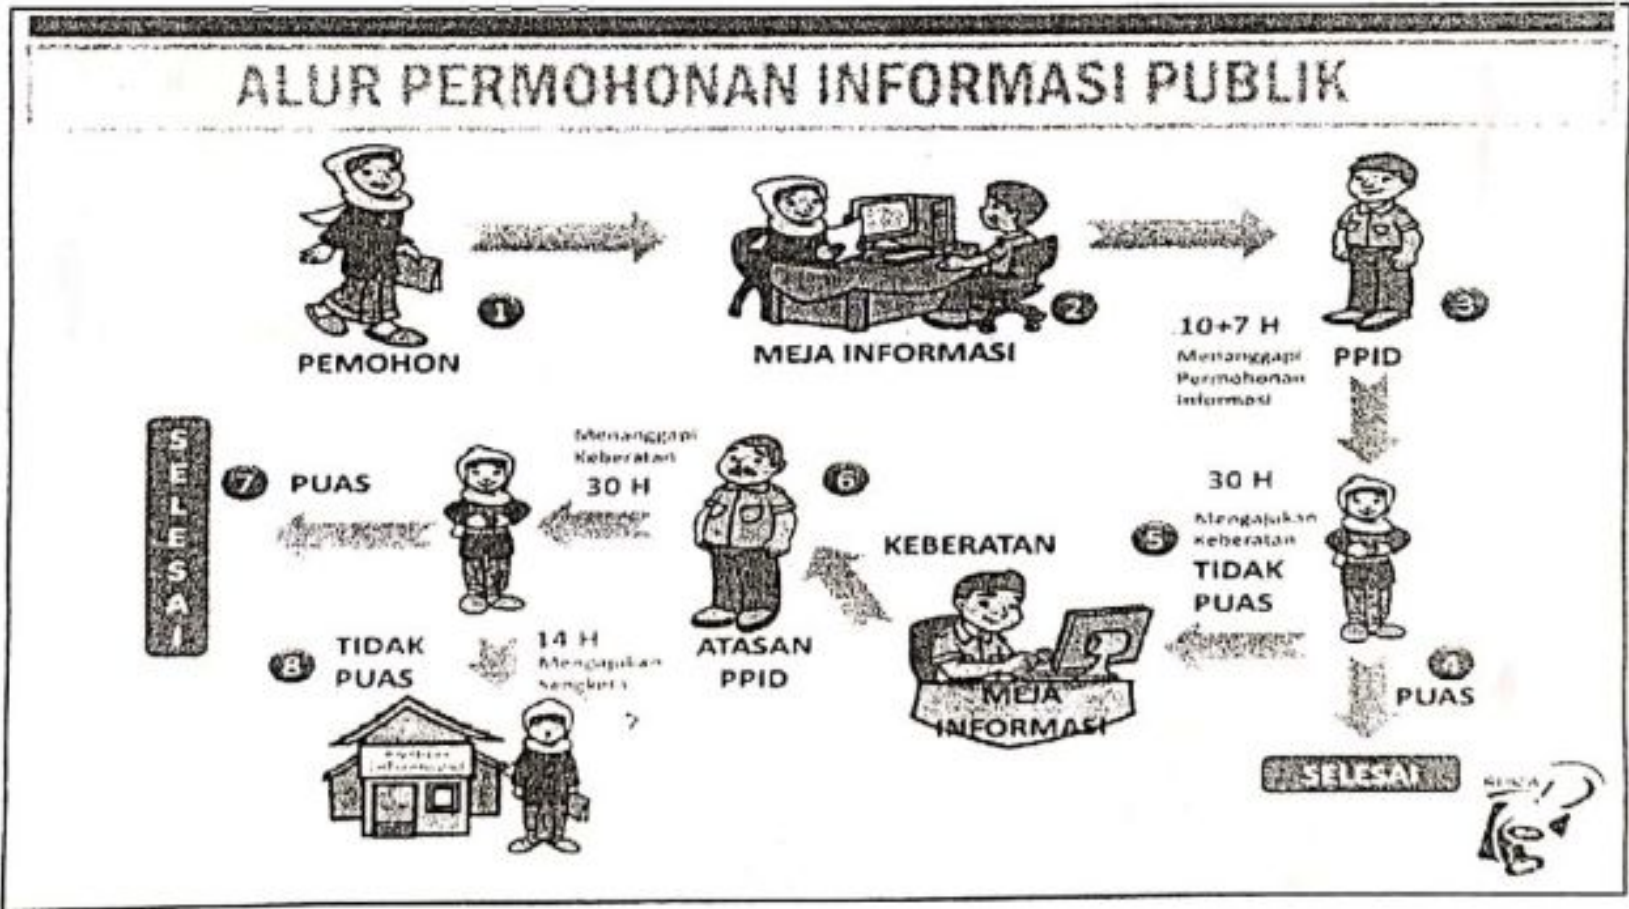 ALUR PERMOHONAN INFORMASI PUBLIK
1
PEMOHON
2
MEJA INFORMASI
3
PPID
10+7 H
Menanggapi
Permohonan
Informasi
30 H
Mengajukan
Keberatan
5
TIDAK
PUAS
4
PUAS
SELESAI
KEBERATAN
MEJA
INFORMASI
6
ATASAN
PPID
Menanggapi
Keberatan
30 H
7
PUAS
SELESAI
8
TIDAK
PUAS
14 H
Mengajukan
Sengketa
Informasi